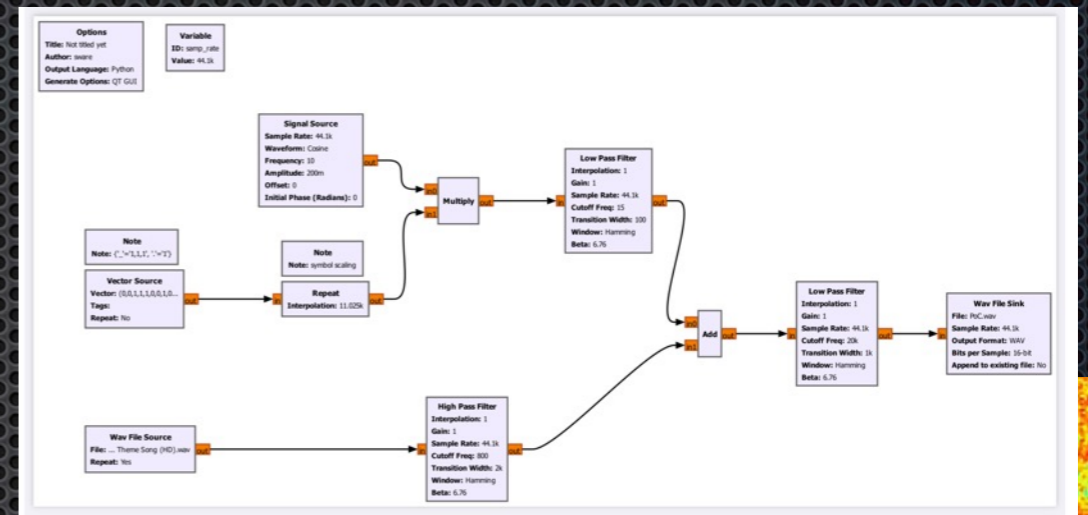 Options
Title: Not titled yet
Author: sware
Output Language: Python
Generate Options: QT GUI
Variable
ID: samp_rate
Value: 44.1k
Signal Source
Sample Rate: 44.1k
Waveform: Cosine
Frequency: 10
Amplitude: 200m
Offset: 0
Initial Phase (Radians): 0
out
in0
in1
Multiply
out
Low Pass Filter
Interpolation: 1
Gain: 1
Sample Rate: 44.1k
Cutoff Freq: 15
Transition Width: 100
Window: Hamming
Beta: 6.76
in
out
Note
Note: {'_'='1,1,1', '.'='1'}
Vector Source
Vector: (0,0,1,1,1,0,0,1,0...
Tags:
Repeat: No
out
Note
Note: symbol scaling
Repeat
Interpolation: 11.025k
in
out
in0
in1
Add
out
Low Pass Filter
Interpolation: 1
Gain: 1
Sample Rate: 44.1k
Cutoff Freq: 20k
Transition Width: 1k
Window: Hamming
Beta: 6.76
in
out
Wav File Sink
File: PoC.wav
Sample Rate: 44.1k
Output Format: WAV
Bits per Sample: 16-bit
Append to existing file: No
in
Wav File Source
File: ... Theme Song (HD).wav
Repeat: Yes
out
High Pass Filter
Interpolation: 1
Gain: 1
Sample Rate: 44.1k
Cutoff Freq: 800
Transition Width: 2k
Window: Hamming
Beta: 6.76
in
out